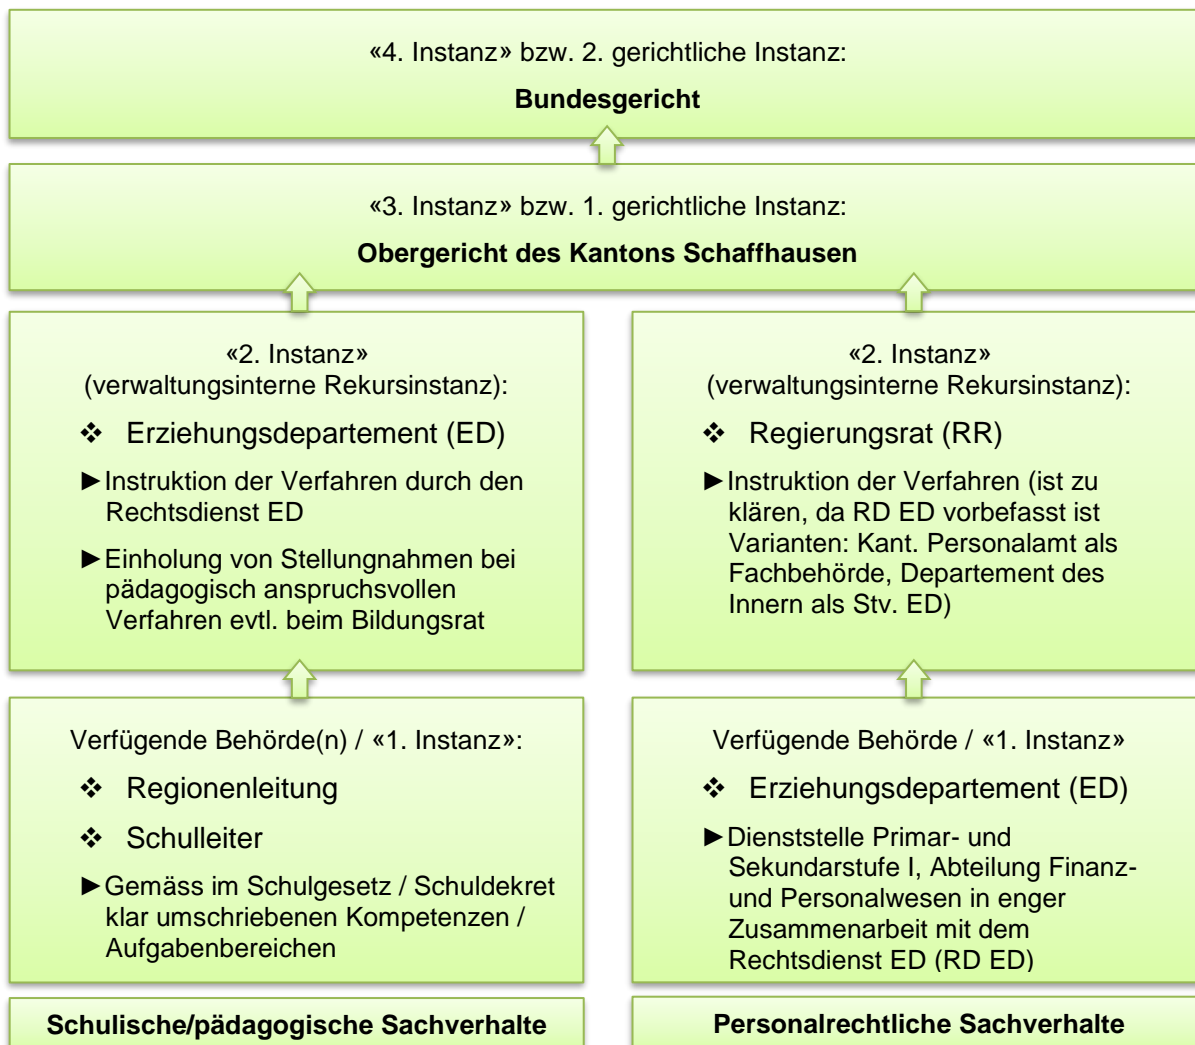 «4. Instanz» bzw. 2. gerichtliche Instanz:
Bundesgericht
«3. Instanz» bzw. 1. gerichtliche Instanz:
Obergericht des Kantons Schaffhausen
«2. Instanz»
(verwaltungsinterne Rekursinstanz):
❖ Erziehungsdepartement (ED)
►Instruktion der Verfahren durch den
Rechtsdienst ED
►Einholung von Stellungnahmen bei
pädagogisch anspruchsvollen
Verfahren evtl. beim Bildungsrat
«2. Instanz»
(verwaltungsinterne Rekursinstanz):
❖ Regierungsrat (RR)
►Instruktion der Verfahren (ist zu
klären, da RD ED vorbefasst ist
Varianten: Kant. Personalamt als
Fachbehörde, Departement des
Innern als Stv. ED)
Verfügende Behörde(n) / «1. Instanz»:
❖ Regionenleitung
❖ Schulleiter
►Gemäss im Schulgesetz / Schuldekret
klar umschriebenen Kompetenzen /
Aufgabenbereichen
Verfügende Behörde / «1. Instanz»
❖ Erziehungsdepartement (ED)
►Dienststelle Primar- und
Sekundarstufe I, Abteilung Finanz-
und Personalwesen in enger
Zusammenarbeit mit dem
Rechtsdienst ED (RD ED)
Schulische/pädagogische Sachverhalte
Personalrechtliche Sachverhalte